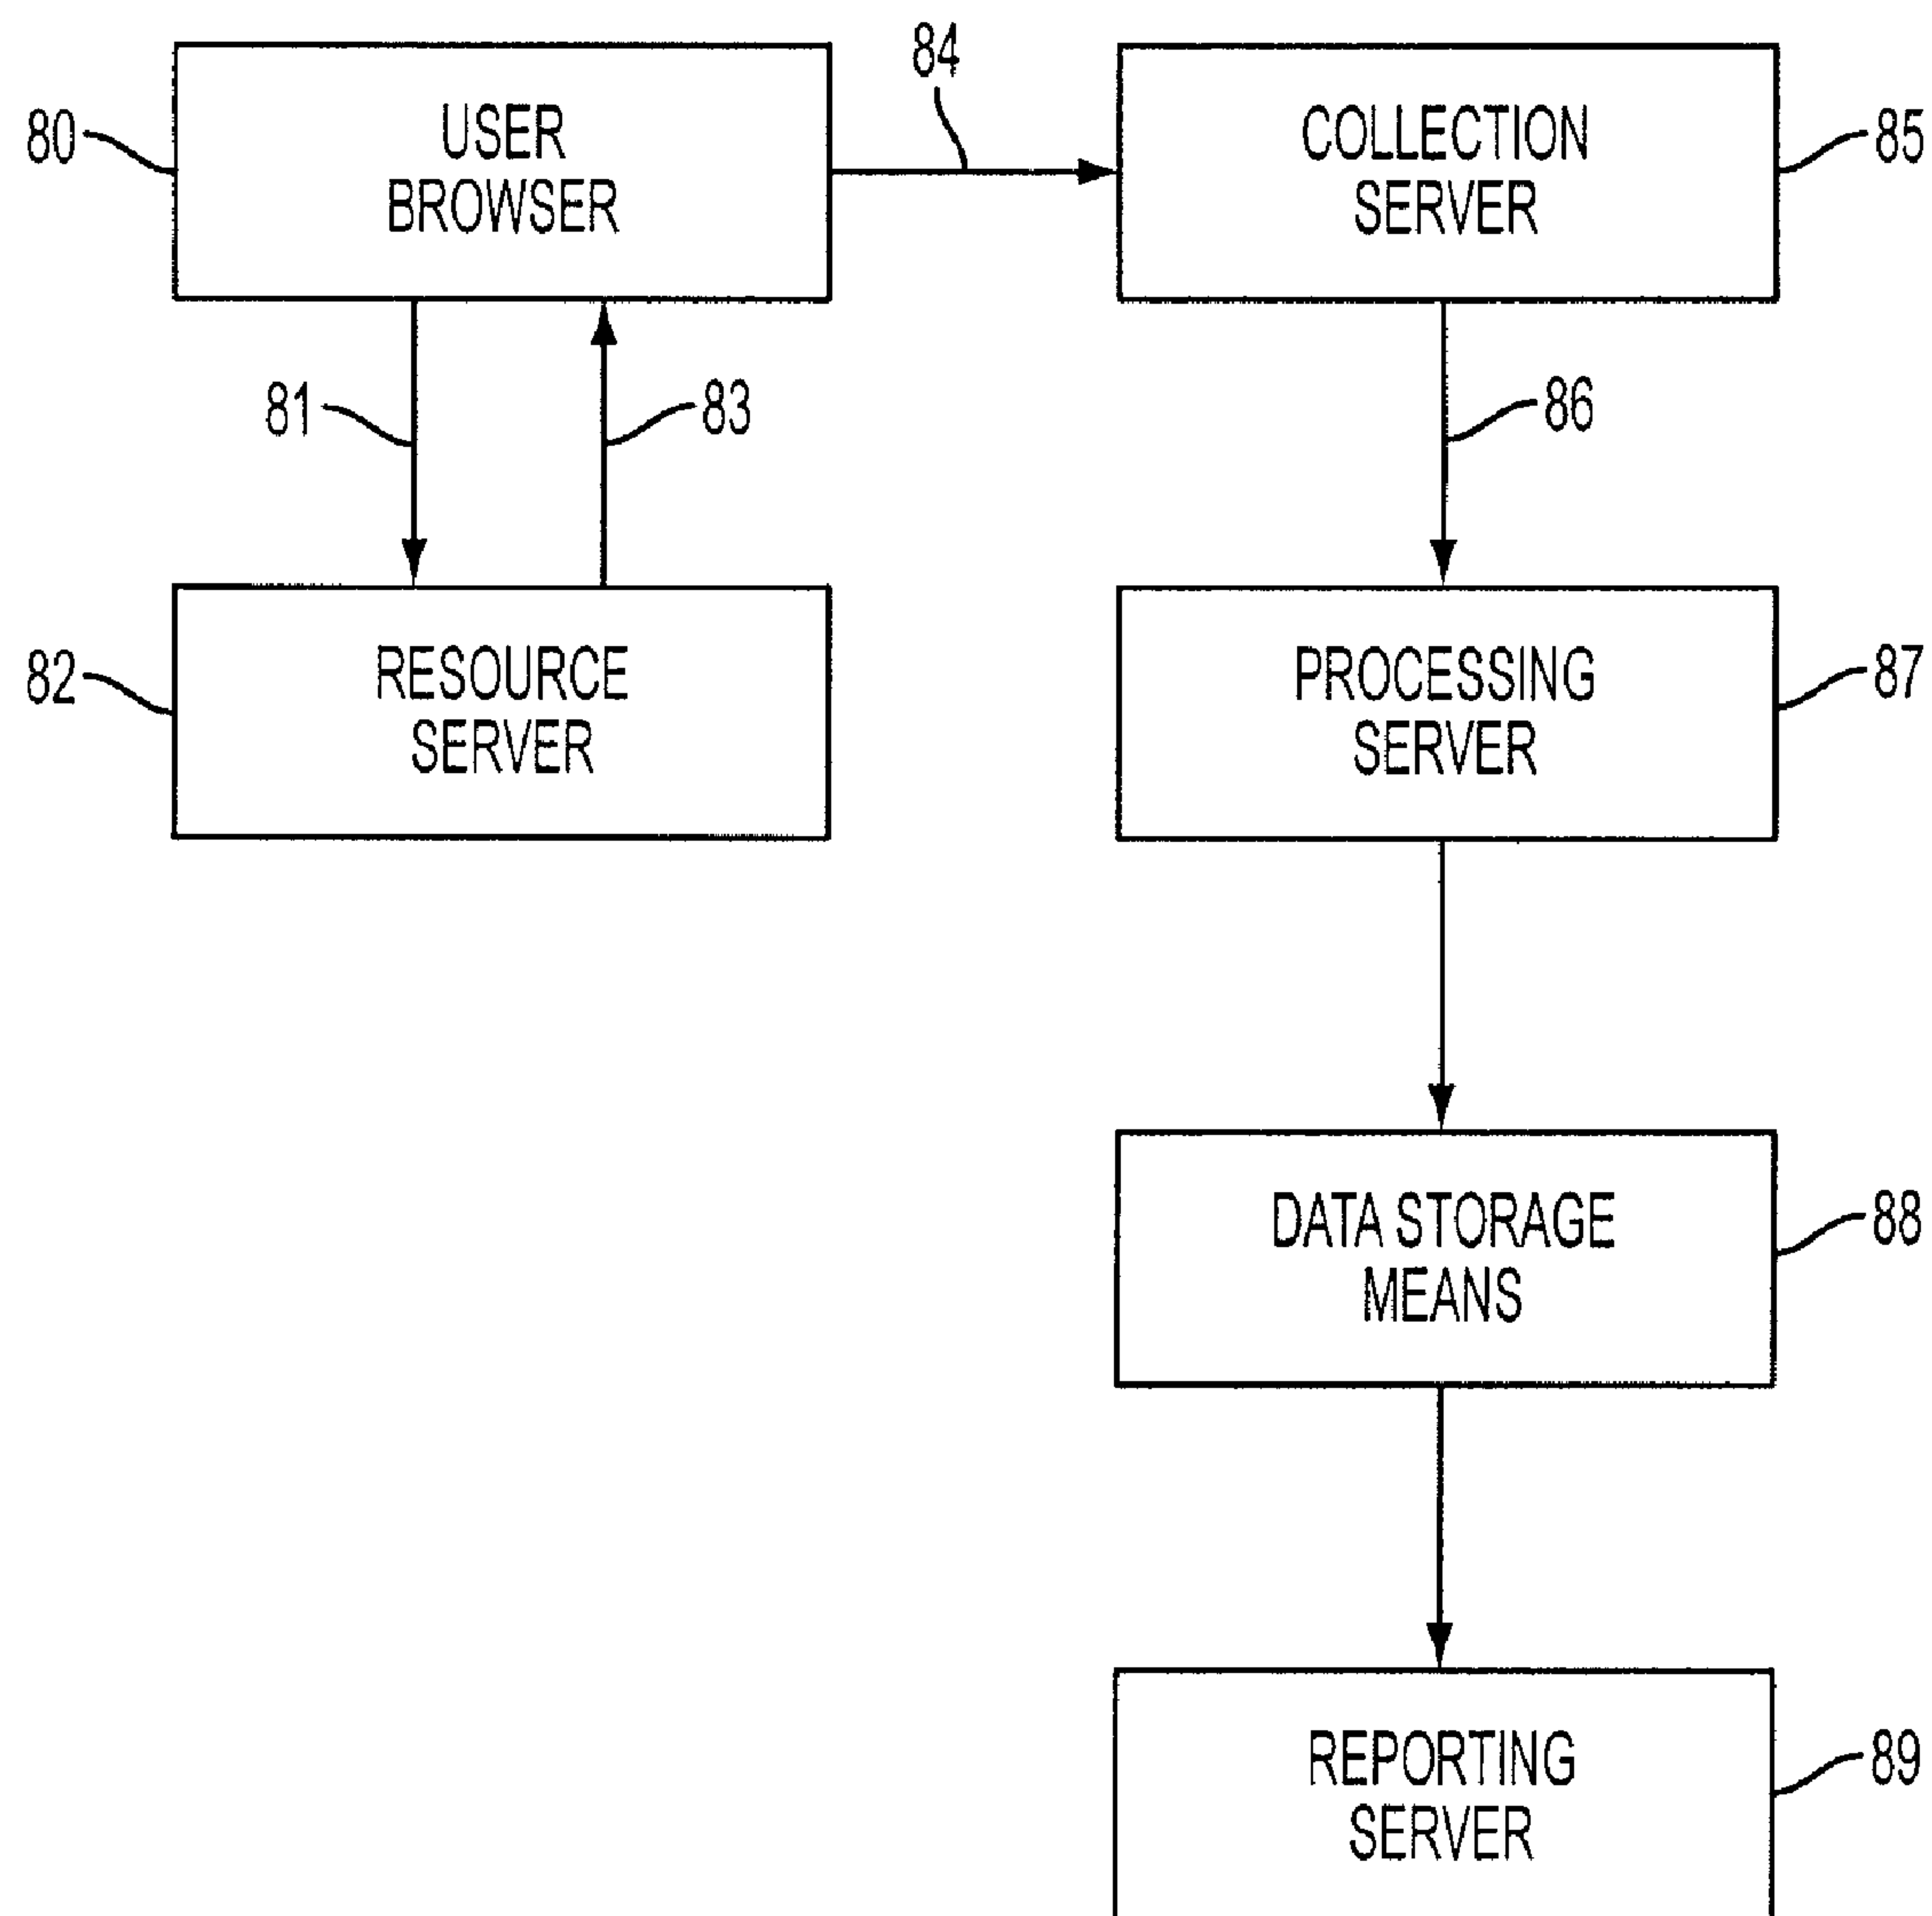 84
80
USER
BROWSER
COLLECTION
SERVER
85
81
83
86
82
RESOURCE
SERVER
PROCESSING
SERVER
87
DATA STORAGE
MEANS
88
REPORTING
SERVER
89